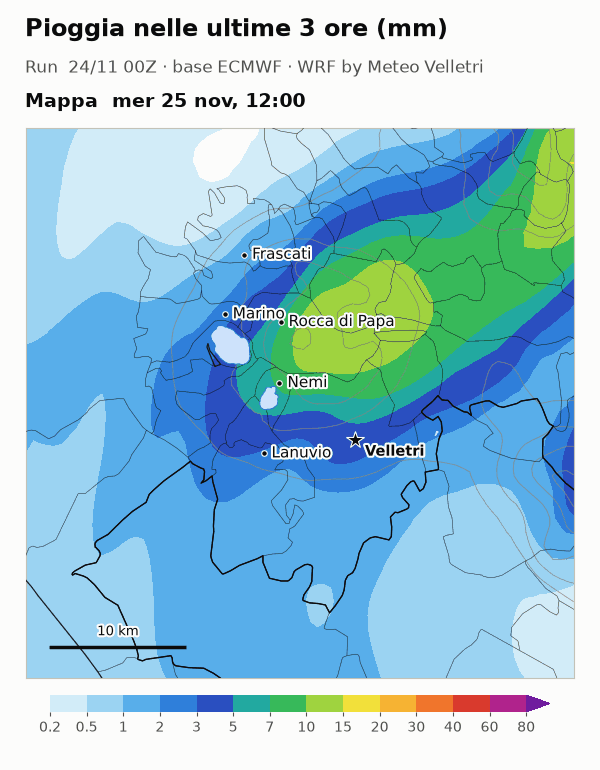 Pioggia nelle ultime 3 ore (mm)
Run  24/11 00Z · base ECMWF · WRF by Meteo Velletri
Mappa  mer 25 nov, 12:00
Frascati
Marino
Rocca di Papa
Nemi
Velletri
Lanuvio
10 km
0.2 0.5 1 2 3 5 7 10 15 20 30 40 60 80